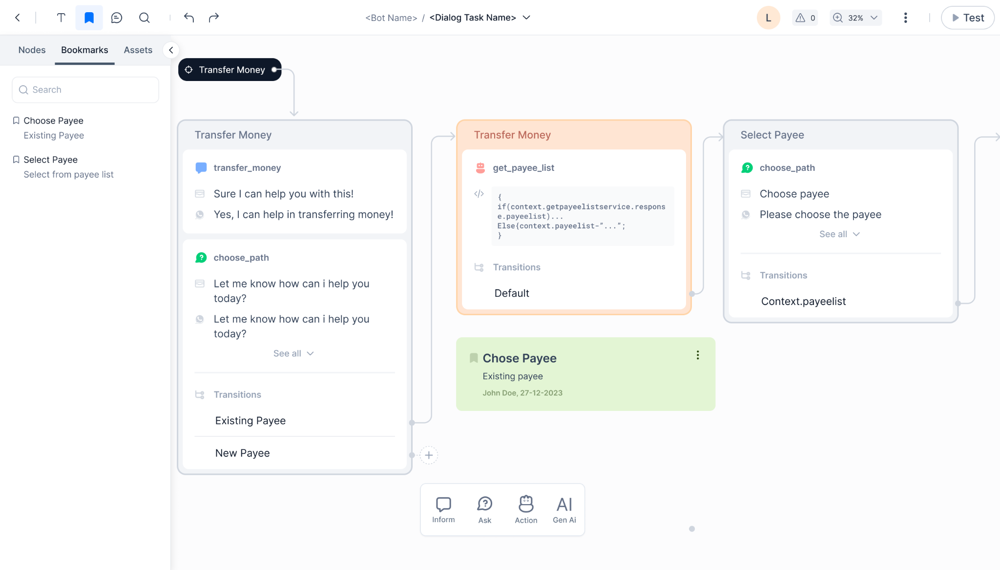 T
<Bot Name> / <Dialog Task Name>
L
0
32%
Test
Nodes
Bookmarks
Assets
Search
Choose Payee
Existing Payee
Select Payee
Select from payee list
Transfer Money
Transfer Money
transfer_money
Sure I can help you with this!
Yes, I can help in transferring money!
choose_path
Let me know how can i help you
today?
Let me know how can i help you
today?
See all
Transitions
Existing Payee
New Payee
Transfer Money
get_payee_list
</>
{
if(context.getpayeelistservice.respons
e.payeelist)...
Else{context.payeelist-”...”;
}
Transitions
Default
Chose Payee
Existing payee
John Doe, 27-12-2023
Select Payee
choose_path
Choose payee
Please choose the payee
See all
Transitions
Context.payeelist
Inform
Ask
Action
AI
Gen Ai